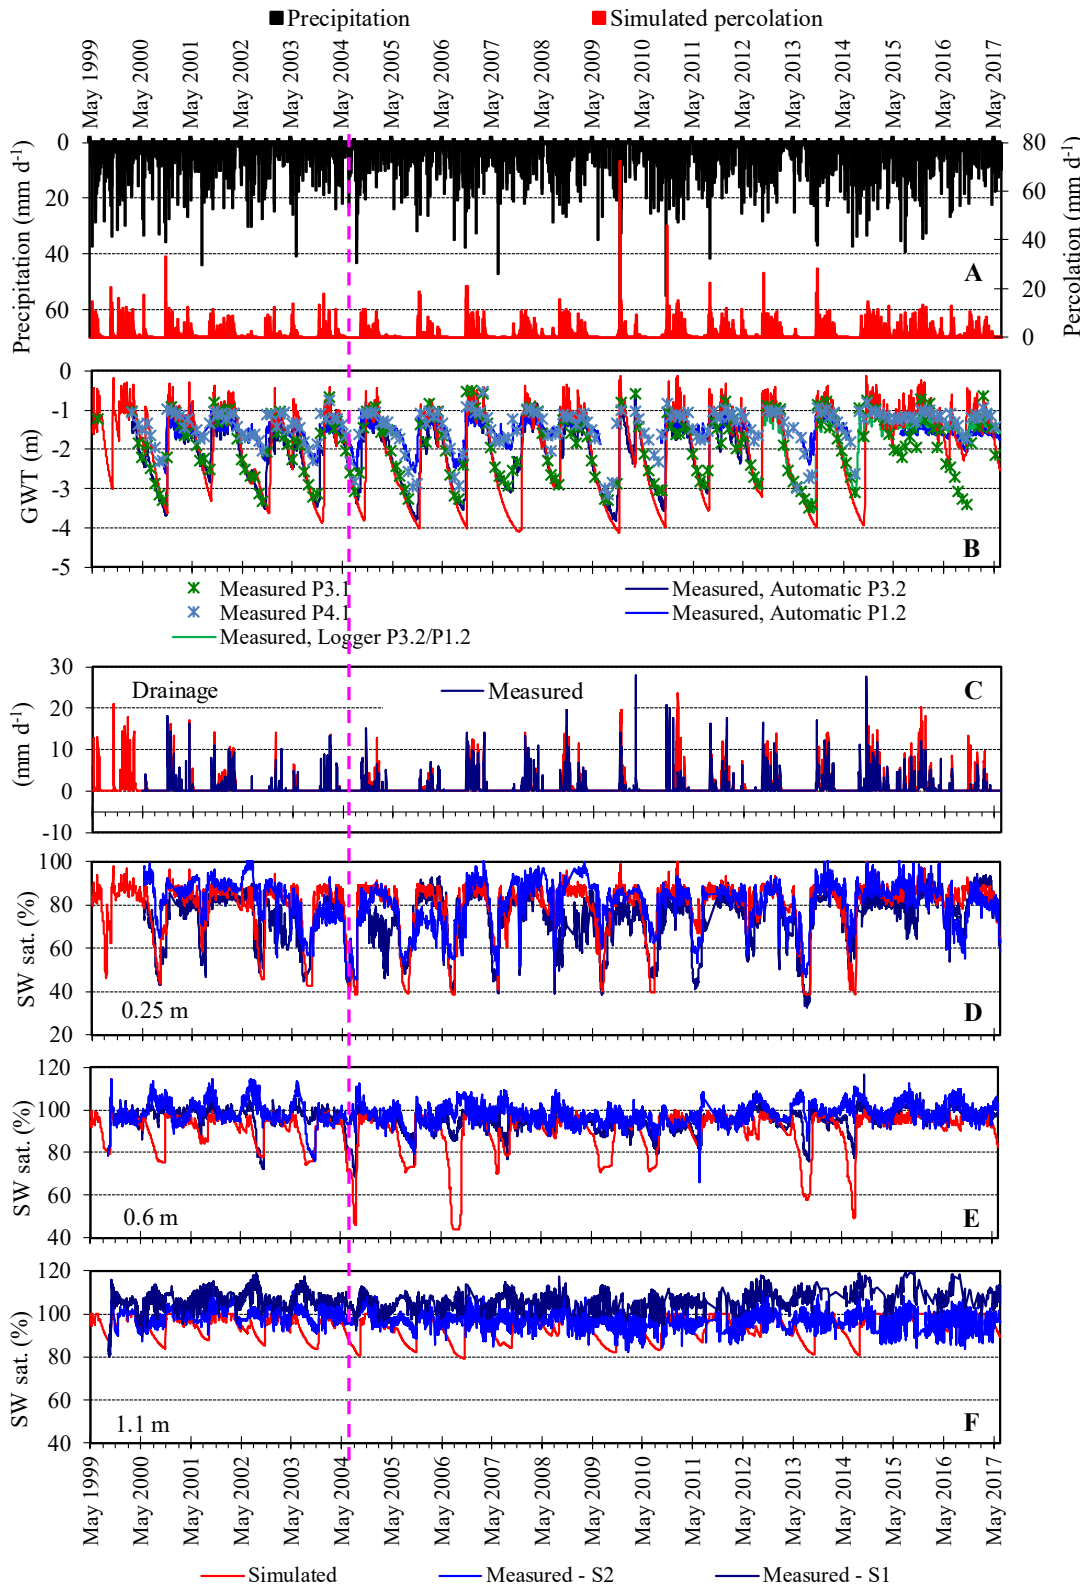 Precipitation Simulated percolation
May 1999 May 2000 May 2001 May 2002 May 2003 May 2004 May 2005 May 2006 May 2007 May 2008 May 2009 May 2010 May 2011 May 2012 May 2013 May 2014 May 2015 May 2016 May 2017
Precipitation (mm d-1)
0
20
40
60
80
60
40
20
0
Percolation (mm d-1)
A
GWT (m)
0
-1
-2
-3
-4
-5
B
Measured P3.1 Measured, Automatic P3.2
Measured P4.1 Measured, Automatic P1.2
Measured, Logger P3.2/P1.2
(mm d-1)
30
20
10
0
-10
Drainage Measured C
SW sat. (%)
100
80
60
40
20
0.25 m D
SW sat. (%)
120
100
80
60
40
0.6 m E
SW sat. (%)
120
100
80
60
40
1.1 m F
May 1999 May 2000 May 2001 May 2002 May 2003 May 2004 May 2005 May 2006 May 2007 May 2008 May 2009 May 2010 May 2011 May 2012 May 2013 May 2014 May 2015 May 2016 May 2017
Simulated Measured - S2 Measured - S1